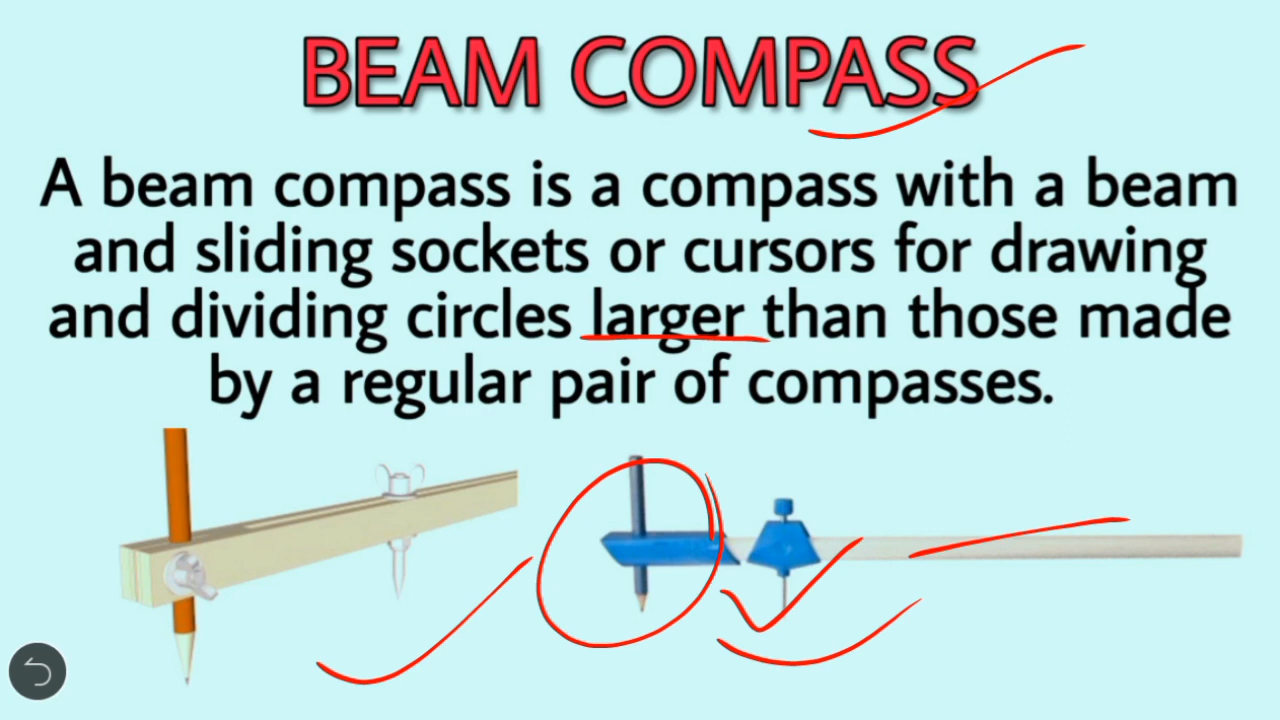 BEAM COMPASS
A beam compass is a compass with a beam
and sliding sockets or cursors for drawing
and dividing circles larger than those made
by a regular pair of compasses.